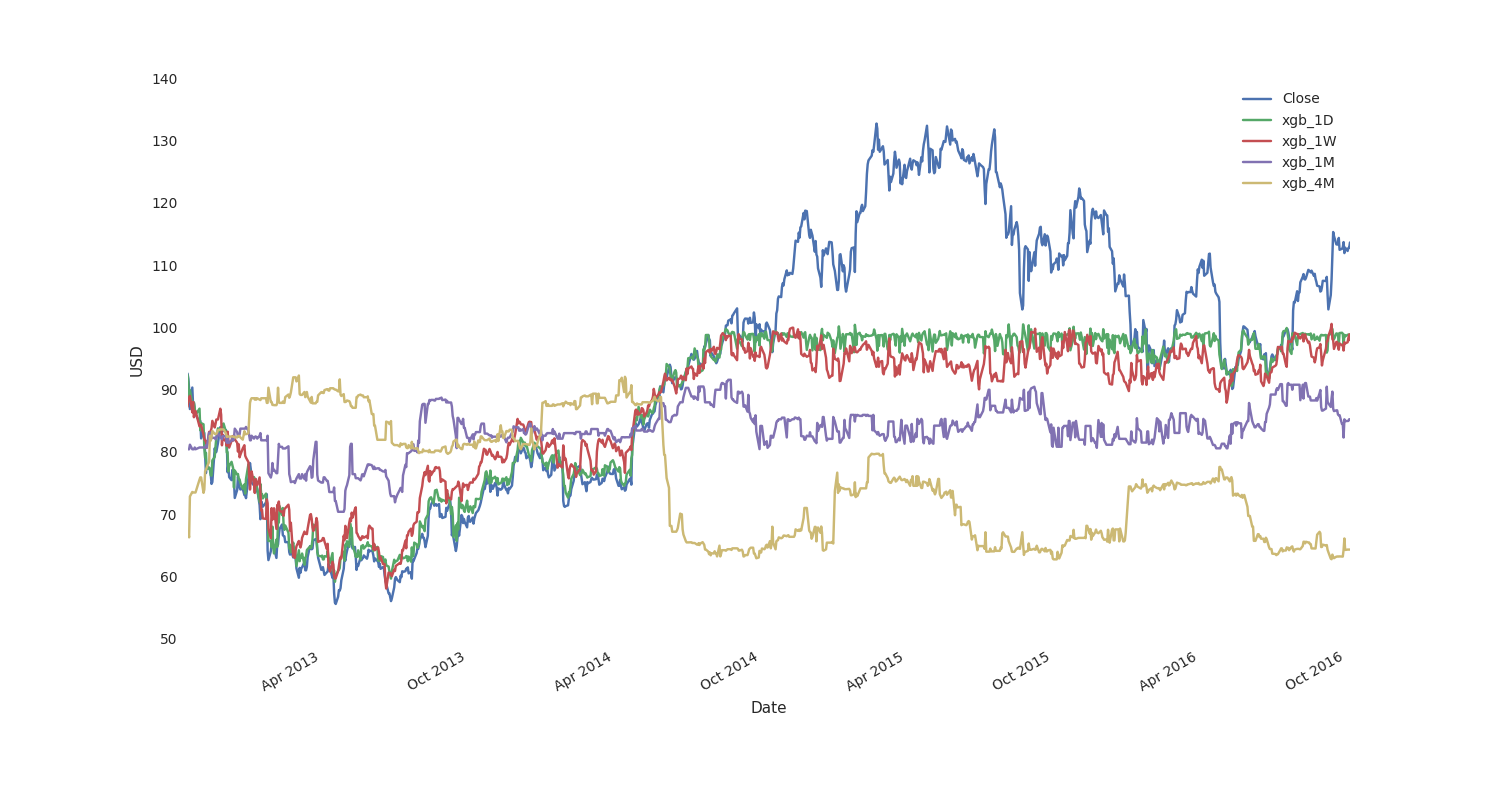 140
130
120
110
100
90
80
70
60
50
USD
Close
xgb_1D
xgb_1W
xgb_1M
xgb_4M
Apr 2013
Oct 2013
Apr 2014
Oct 2014
Apr 2015
Oct 2015
Apr 2016
Oct 2016
Date